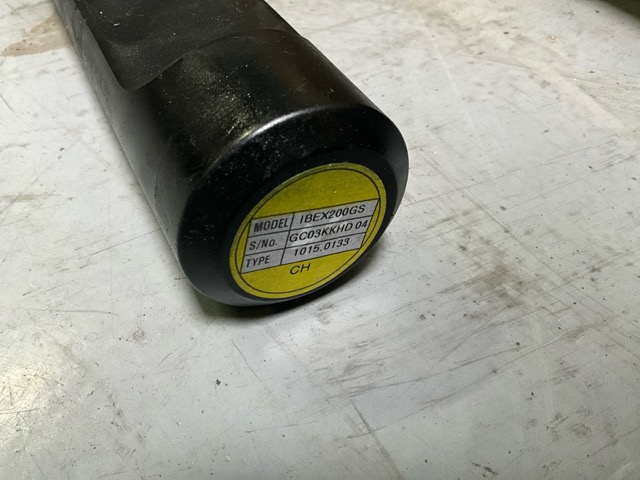 MODEL IBEX200GS
S/No. GC03KKHD 04
TYPE 1015.0133
CH